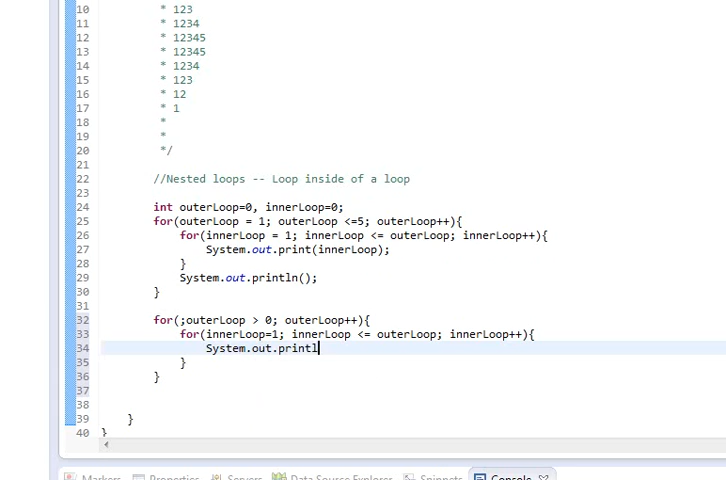 10 * 123
11 * 1234
12 * 12345
13 * 12345
14 * 1234
15 * 123
16 * 12
17 * 1
18 *
19 *
20 */
21
22 //Nested loops -- Loop inside of a loop
23
24 int outerLoop=0, innerLoop=0;
25 for(outerLoop = 1; outerLoop <=5; outerLoop++){
26 for(innerLoop = 1; innerLoop <= outerLoop; innerLoop++){
27 System.out.print(innerLoop);
28 }
29 System.out.println();
30 }
31
32 for(;outerLoop > 0; outerLoop++){
33 for(innerLoop=1; innerLoop <= outerLoop; innerLoop++){
34 System.out.printl
35 }
36 }
37
38
39 }
40 }
Markers Properties Servers Data Source Explorer Snippets Console